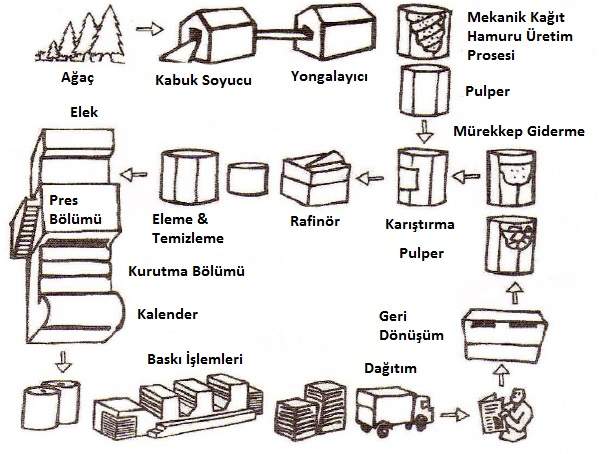 Mekanik Kağıt
Hamuru Üretim
Prosesi
Ağaç
Kabuk Soyucu
Yongalayıcı
Pulper
Elek
Mürekkep Giderme
Pres
Bölümü
Eleme &
Temizleme
Rafinör
Karıştırma
Pulper
Kurutma Bölümü
Kalender
Geri
Dönüşüm
Baskı İşlemleri
Dağıtım